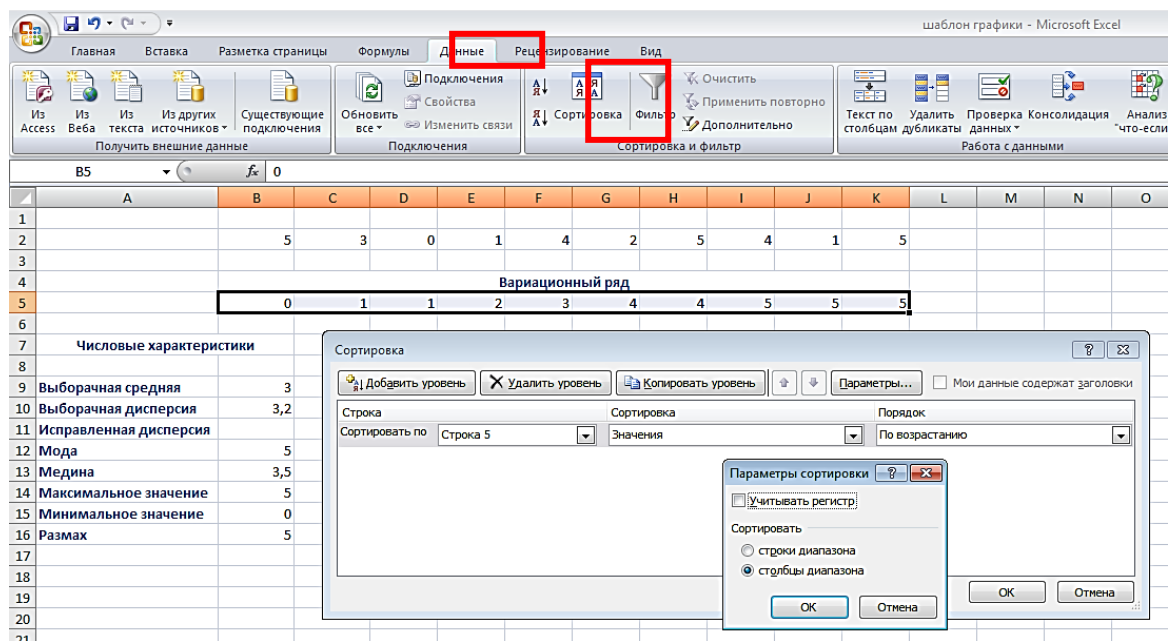 шаблон графики - Microsoft Excel
Главная Вставка Разметка страницы Формулы Данные Рецензирование Вид
Из Access
Из Веба
Из текста
Из других источников
Существующие подключения
Получить внешние данные
Обновить все
Подключения
Свойства
Изменить связи
Подключения
Сортировка
Фильтр
Очистить
Применить повторно
Дополнительно
Сортировка и фильтр
Текст по столбцам
Удалить дубликаты
Проверка данных
Консолидация
Анализ "что-если
Работа с данными
B5 fx 0
A B C D E F G H I J K L M N O
1
2 5 3 0 1 4 2 5 4 1 5
3
4 Вариационный ряд
5 0 1 1 2 3 4 4 5 5 5
6
7 Числовые характеристики
8
9 Выборачная средняя 3
10 Выборачная дисперсия 3,2
11 Исправленная дисперсия
12 Мода 5
13 Медина 3,5
14 Максимальное значение 5
15 Минимальное значение 0
16 Размах 5
17
18
19
20
21
Сортировка
Добавить уровень Удалить уровень Копировать уровень Параметры... Мои данные содержат заголовки
Строка Сортировка Порядок
Сортировать по Строка 5 Значения По возрастанию
Параметры сортировки
Учитывать регистр
Сортировать
строки диапазона
столбцы диапазона
ОК Отмена
ОК Отмена